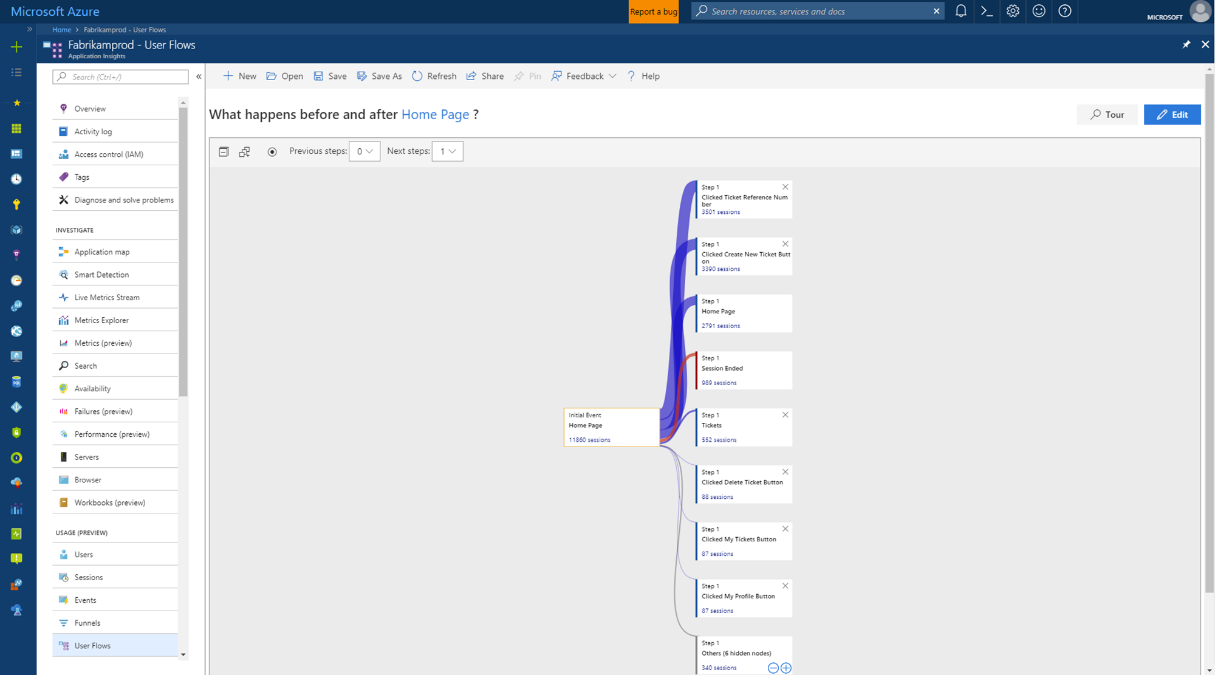 Microsoft Azure
Report a bug
Search resources, services and docs
MICROSOFT
Home > Fabrikamprod - User Flows
Fabrikamprod - User Flows
Application Insights
Search (Ctrl+/)
Overview
Activity log
Access control (IAM)
Tags
Diagnose and solve problems
INVESTIGATE
Application map
Smart Detection
Live Metrics Stream
Metrics Explorer
Metrics (preview)
Search
Availability
Failures (preview)
Performance (preview)
Servers
Browser
Workbooks (preview)
USAGE (PREVIEW)
Users
Sessions
Events
Funnels
User Flows
New Open Save Save As Refresh Share Pin Feedback Help
What happens before and after Home Page ?
Tour
Edit
Previous steps: 0 Next steps: 1
Initial Event
Home Page
11860 sessions
Step 1
Clicked Ticket Reference Num
ber
3501 sessions
Step 1
Clicked Create New Ticket Butt
on
3390 sessions
Step 1
Home Page
2791 sessions
Step 1
Session Ended
989 sessions
Step 1
Tickets
552 sessions
Step 1
Clicked Delete Ticket Button
88 sessions
Step 1
Clicked My Tickets Button
87 sessions
Step 1
Clicked My Profile Button
87 sessions
Step 1
Others (6 hidden nodes)
340 sessions